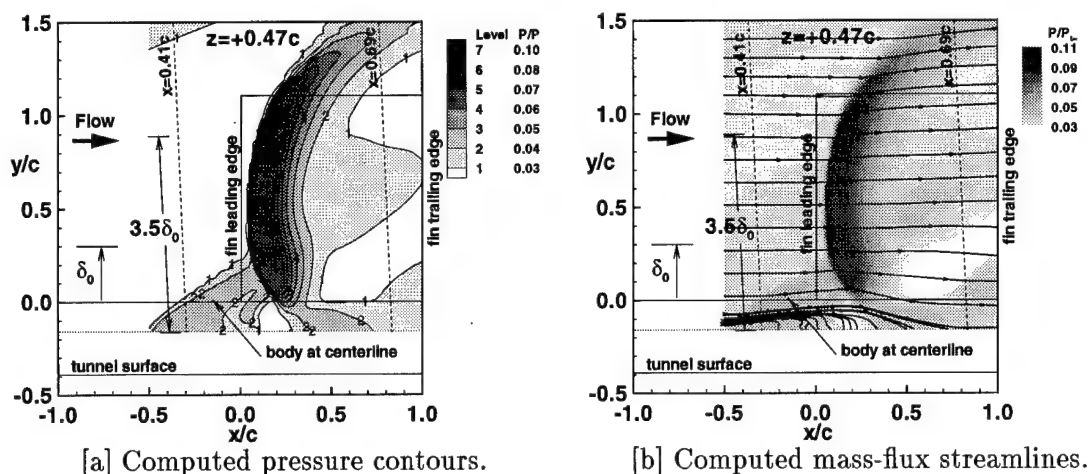 1.5
1.0
0.5
0.0
-0.5
-1.0
-0.5
0.0
0.5
1.0
y/c
x/c
z=+0.47c
x=0.41c
x=0.69c
Level P/P
7 0.10
6 0.08
5 0.07
4 0.06
3 0.05
2 0.04
1 0.03
Flow
3.5δ₀
δ₀
fin leading edge
fin trailing edge
body at centerline
tunnel surface
[a] Computed pressure contours.
1.5
1.0
0.5
0.0
-0.5
-1.0
-0.5
0.0
0.5
1.0
y/c
x/c
z=+0.47c
x=0.41c
x=0.69c
0.11
0.09
0.07
0.05
0.03
Flow
3.5δ₀
δ₀
fin leading edge
fin trailing edge
body at centerline
tunnel surface
[b] Computed mass-flux streamlines.